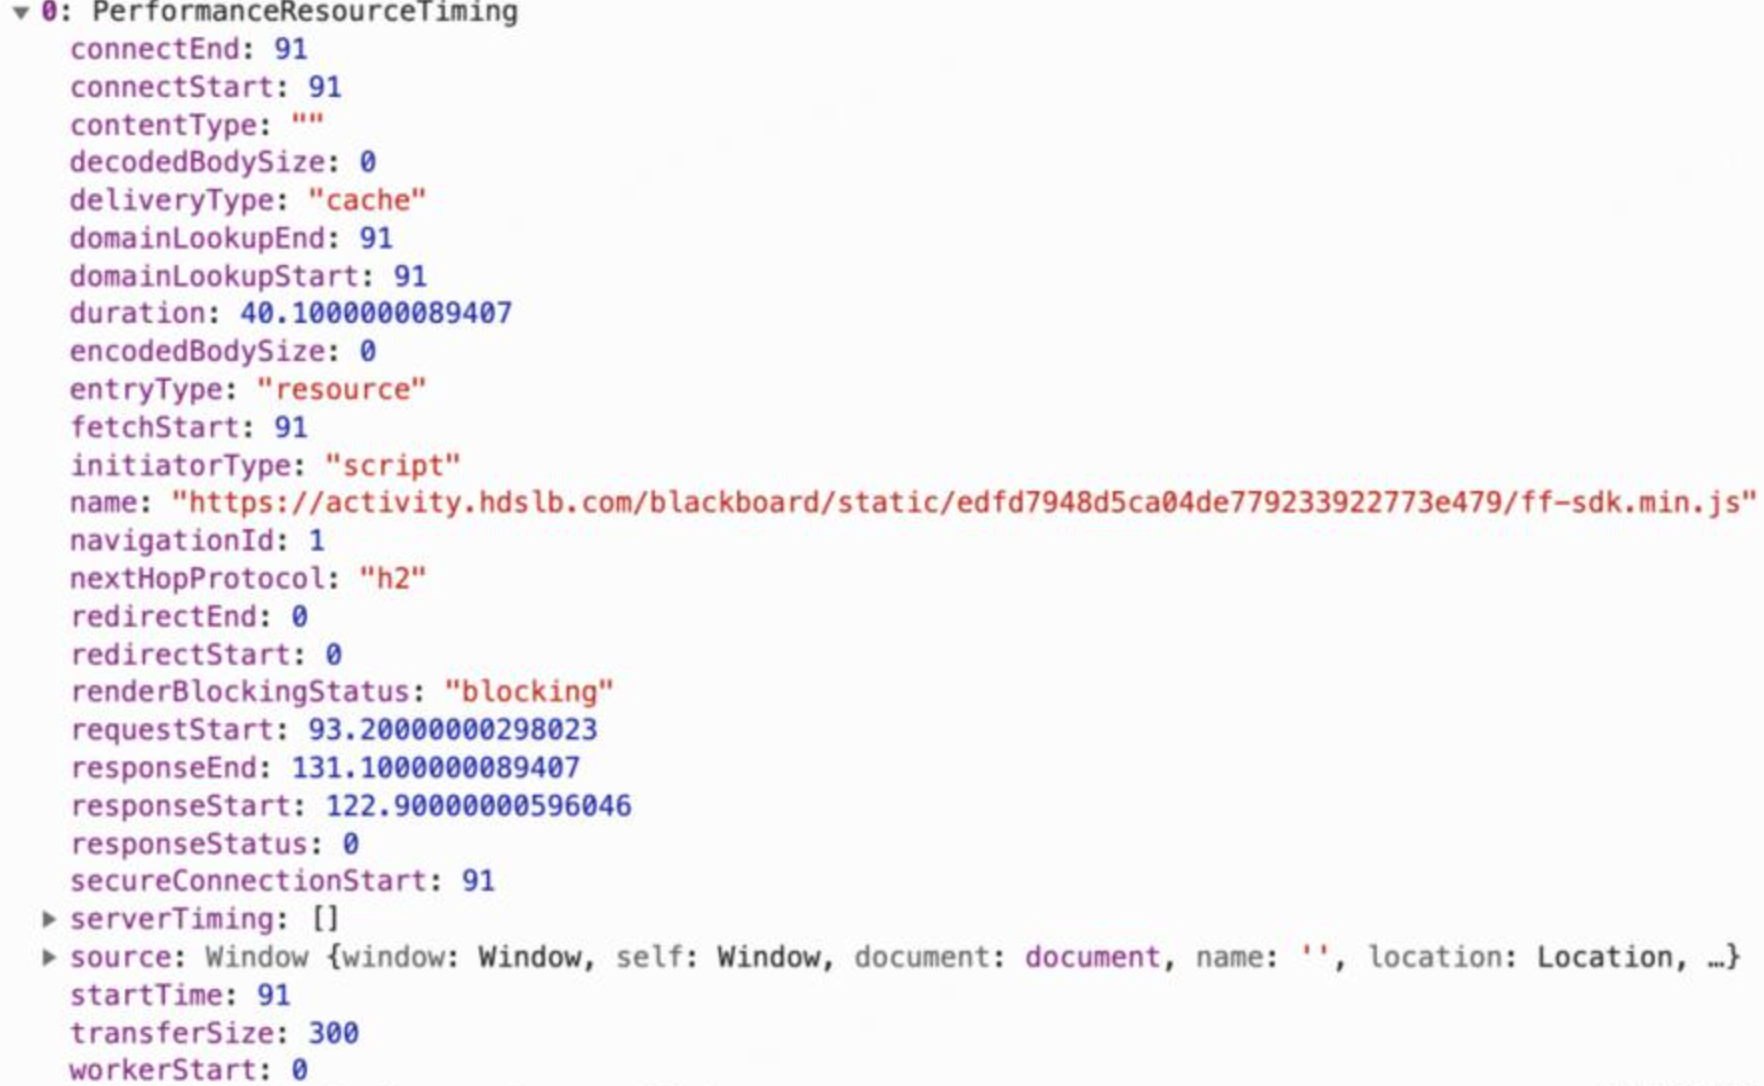 0: PerformanceResourceTiming
connectEnd: 91
connectStart: 91
contentType: ""
decodedBodySize: 0
deliveryType: "cache"
domainLookupEnd: 91
domainLookupStart: 91
duration: 40.1000000089407
encodedBodySize: 0
entryType: "resource"
fetchStart: 91
initiatorType: "script"
name: "https://activity.hdslb.com/blackboard/static/edfd7948d5ca04de779233922773e479/ff-sdk.min.js"
navigationId: 1
nextHopProtocol: "h2"
redirectEnd: 0
redirectStart: 0
renderBlockingStatus: "blocking"
requestStart: 93.20000000298023
responseEnd: 131.1000000089407
responseStart: 122.90000000596046
responseStatus: 0
secureConnectionStart: 91
serverTiming: []
source: Window {window: Window, self: Window, document: document, name: '', location: Location, …}
startTime: 91
transferSize: 300
workerStart: 0